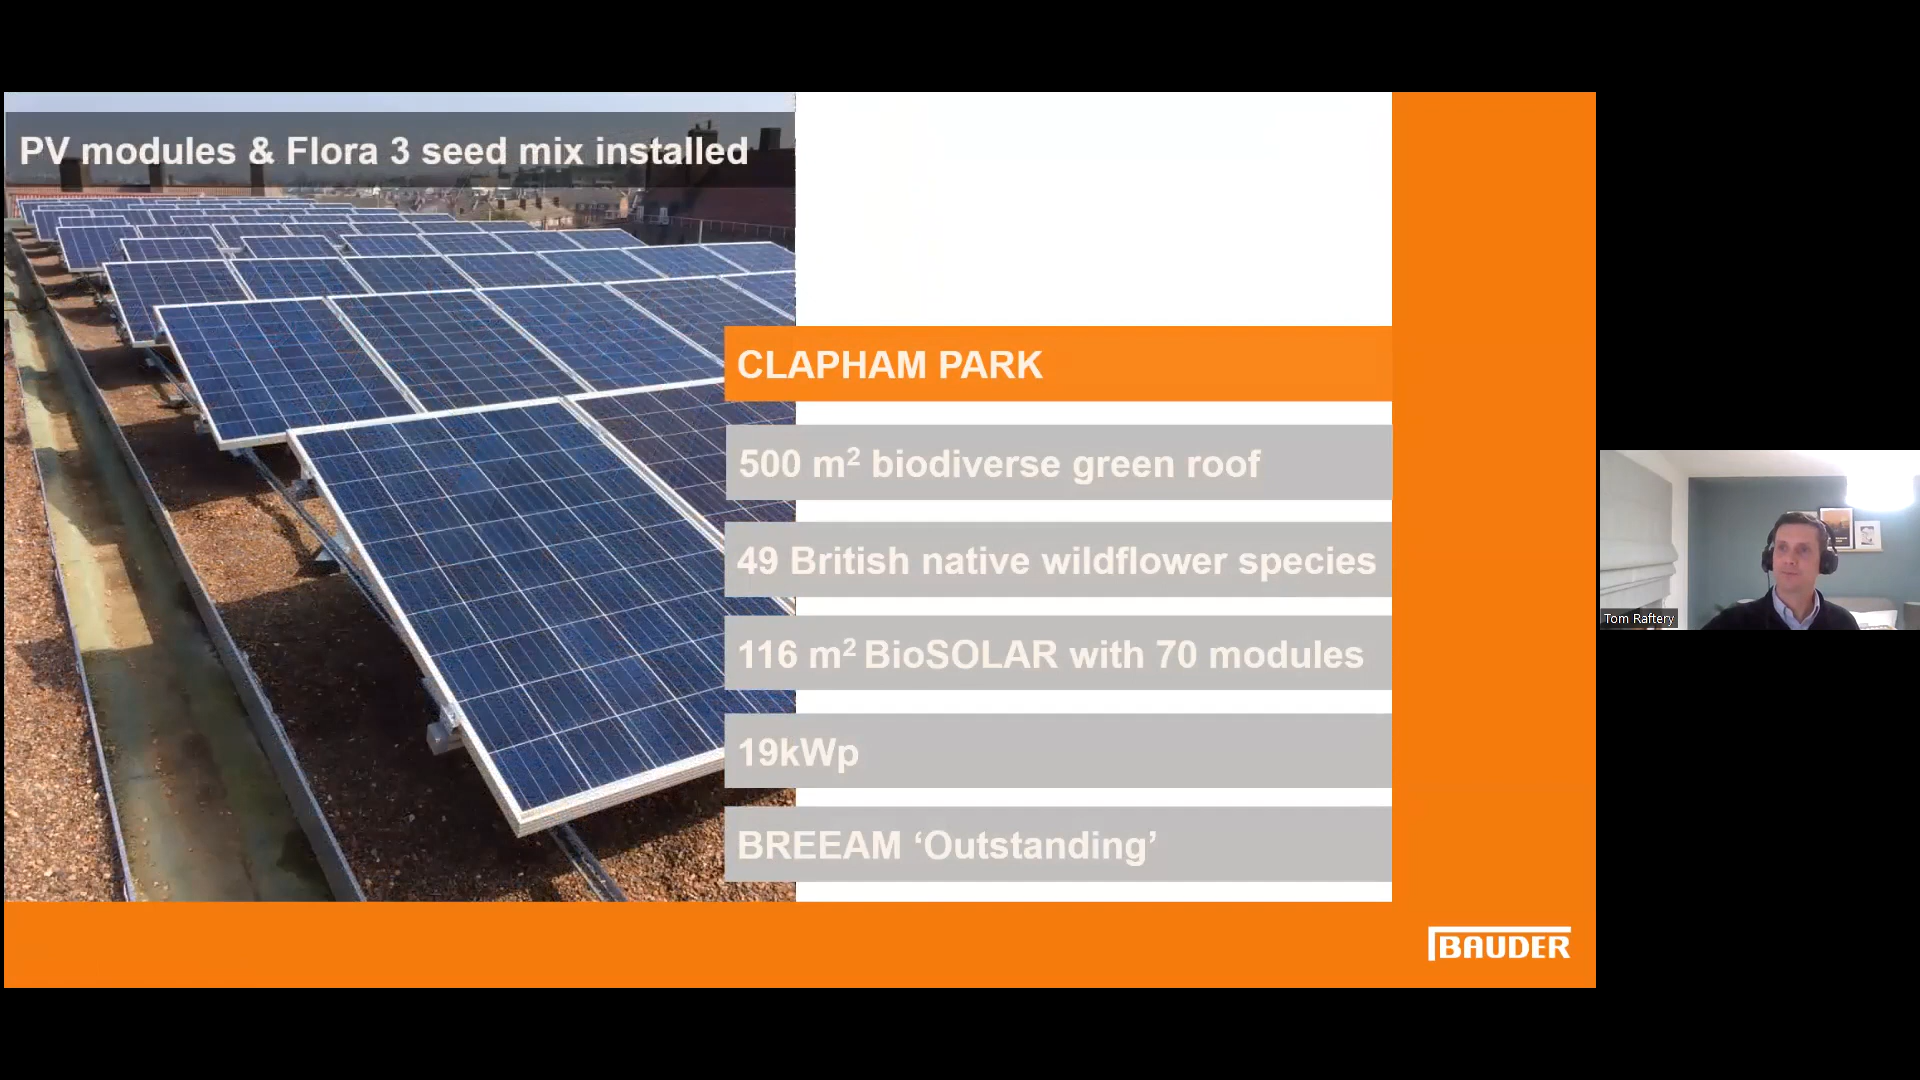 PV modules & Flora 3 seed mix installed
CLAPHAM PARK
500 m² biodiverse green roof
49 British native wildflower species
116 m² BioSOLAR with 70 modules
19kWp
BREEAM ‘Outstanding’
BAUDER
Tom Raftery